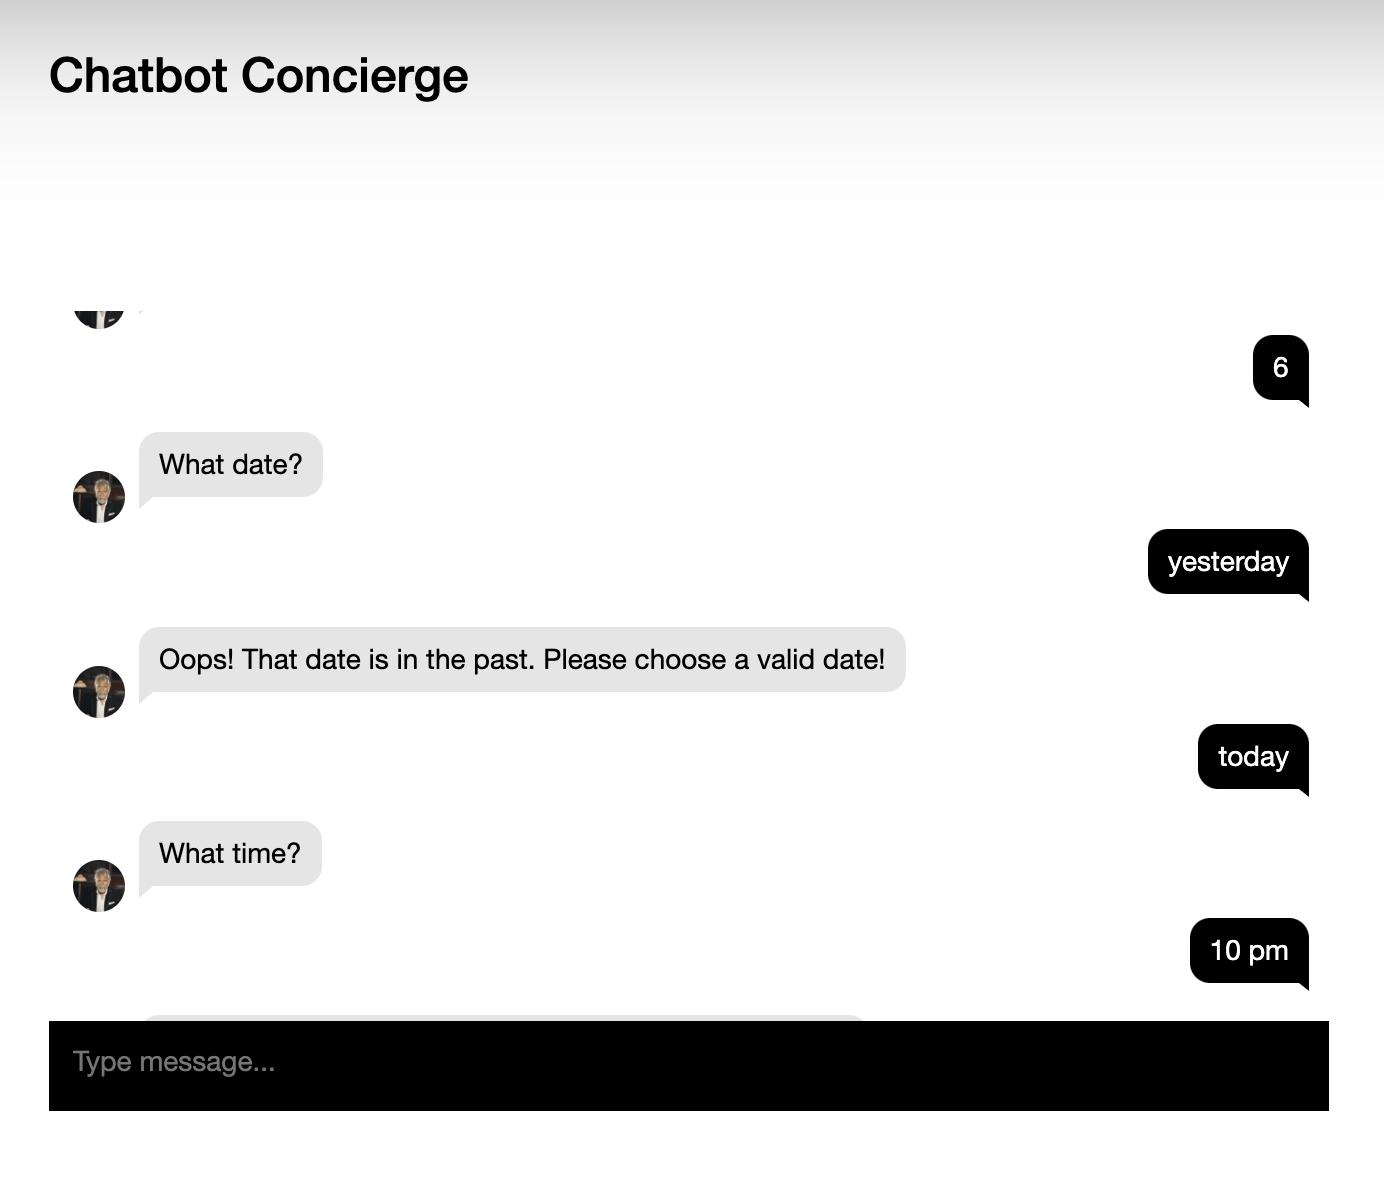 Chatbot Concierge
6
What date?
yesterday
Oops! That date is in the past. Please choose a valid date!
today
What time?
10 pm
Type message...